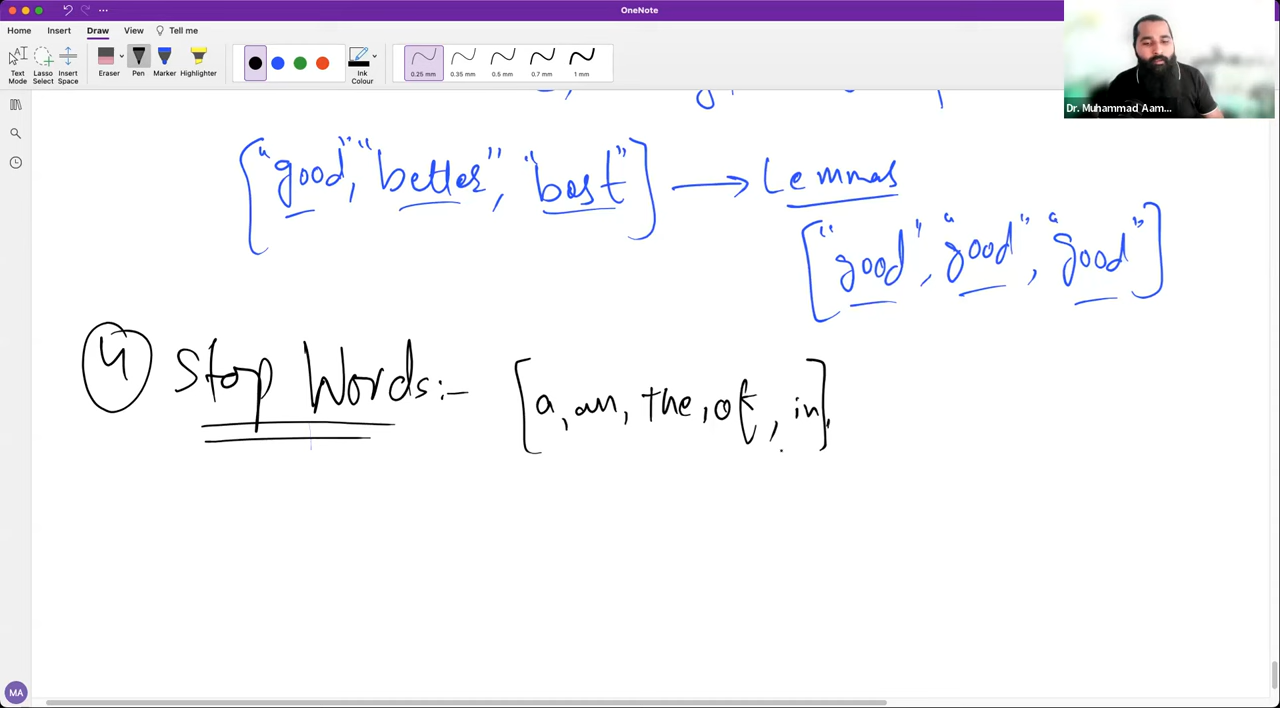 OneNote
Home Insert Draw View Tell me
Text Mode Lasso Select Insert Space Eraser Pen Marker Highlighter Ink Colour 0.25 mm 0.35 mm 0.5 mm 0.7 mm 1 mm
Dr. Muhammad Aam...
["good", "better", "best"] → Lemmas
["good", "good", "good"]
4 Stop Words:- [a, an, the, of, in],
MA